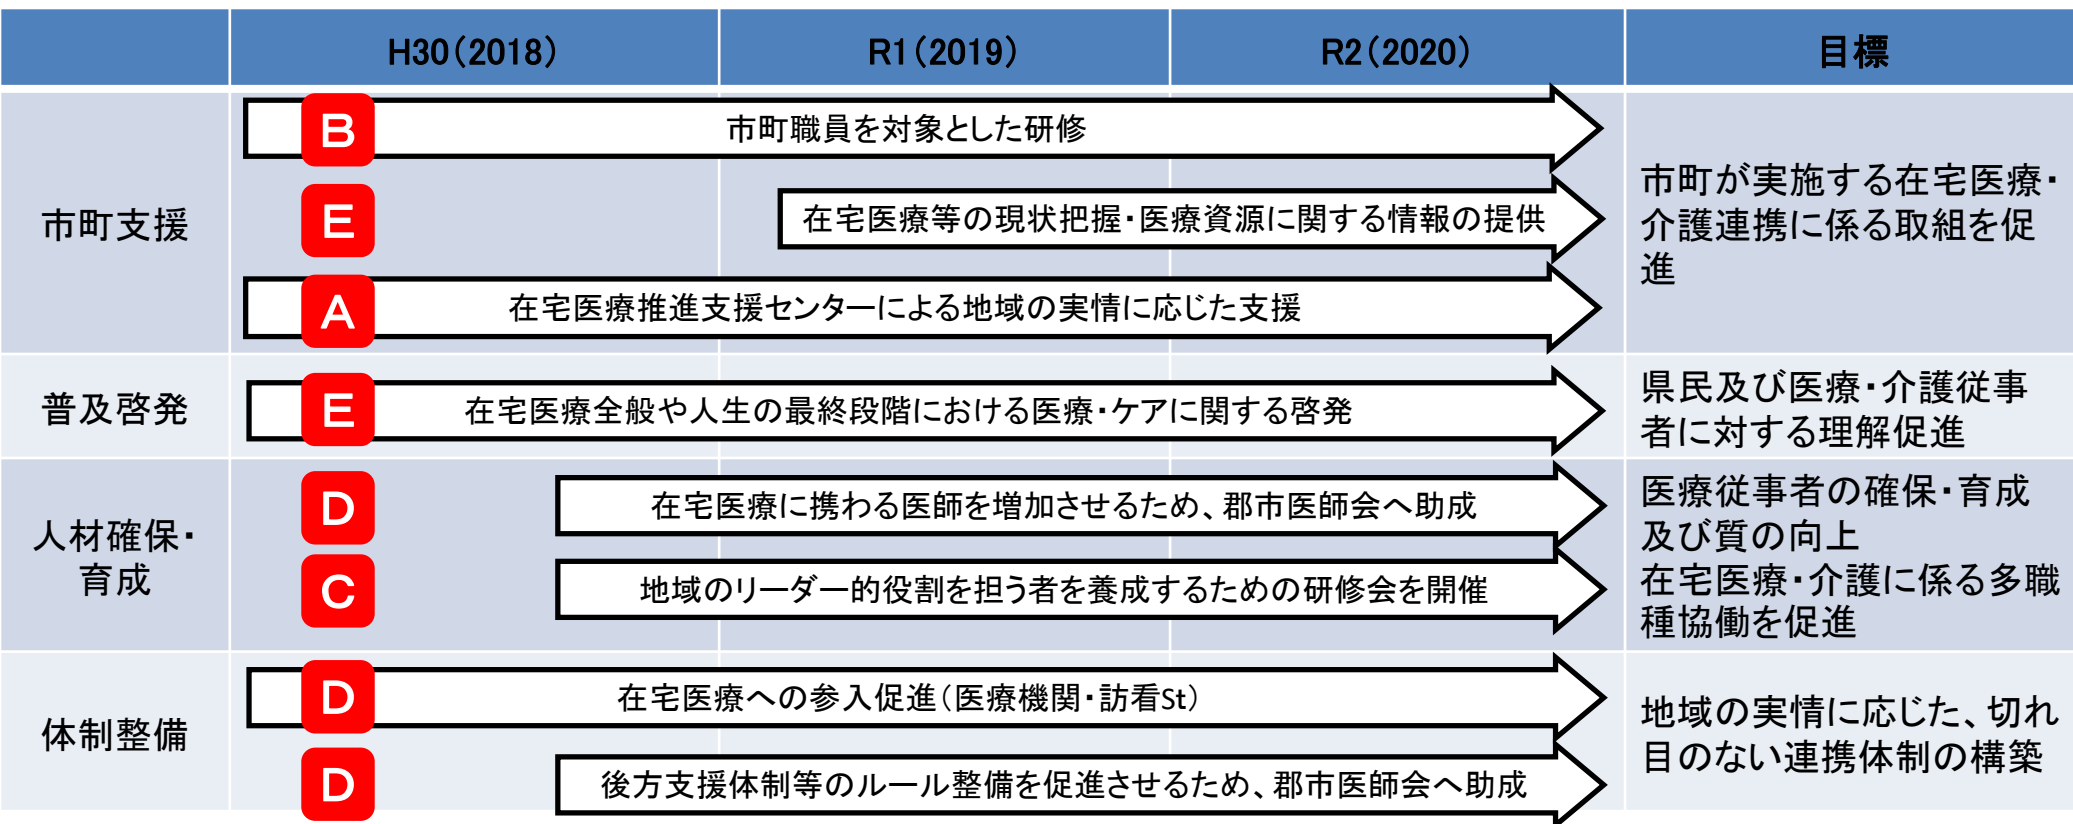 H30（2018）
R1（2019）
R2（2020）
目標
市町支援
B
市町職員を対象とした研修
E
在宅医療等の現状把握・医療資源に関する情報の提供
A
在宅医療推進支援センターによる地域の実情に応じた支援
市町が実施する在宅医療・
介護連携に係る取組を促
進
普及啓発
E
在宅医療全般や人生の最終段階における医療・ケアに関する啓発
県民及び医療・介護従事
者に対する理解促進
人材確保・
育成
D
在宅医療に携わる医師を増加させるため、郡市医師会へ助成
C
地域のリーダー的役割を担う者を養成するための研修会を開催
医療従事者の確保・育成
及び質の向上
在宅医療・介護に係る多職
種協働を促進
体制整備
D
在宅医療への参入促進（医療機関・訪看St）
D
後方支援体制等のルール整備を促進させるため、郡市医師会へ助成
地域の実情に応じた、切れ
目のない連携体制の構築